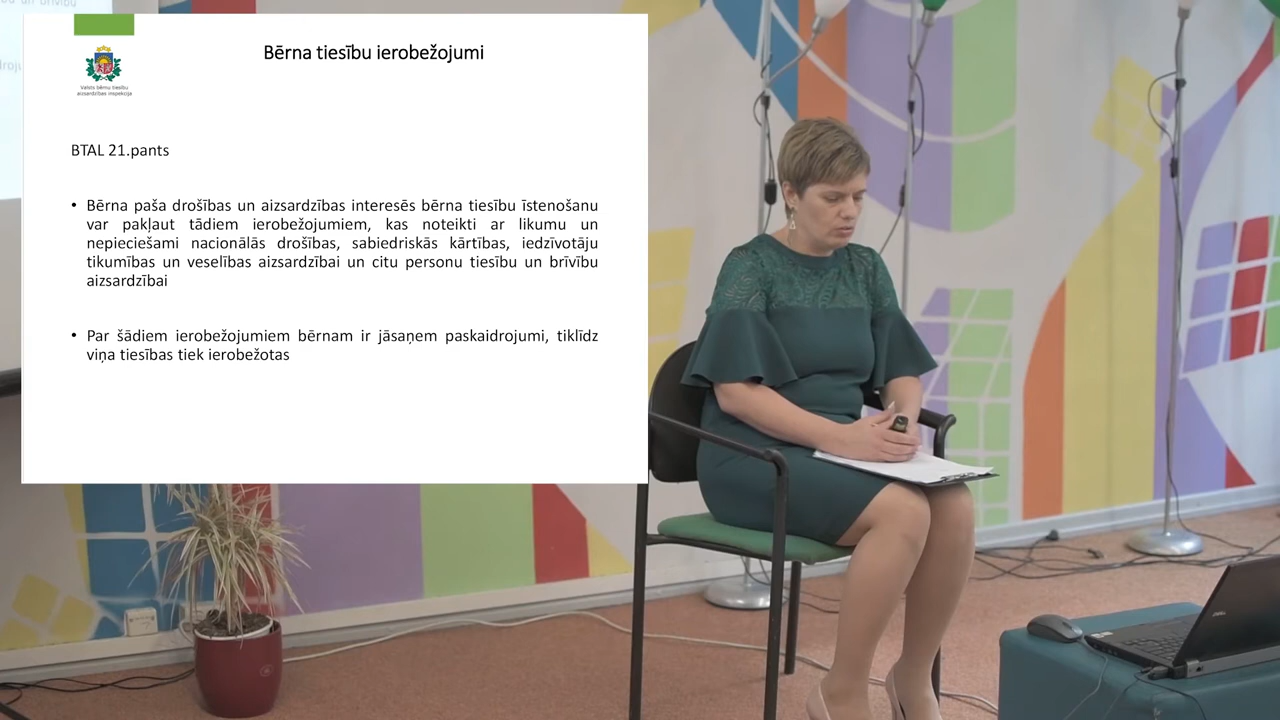 Bērna tiesību ierobežojumi
Valsts bērnu tiesību
aizsardzības inspekcija
BTAL 21.pants
• Bērna paša drošības un aizsardzības interesēs bērna tiesību īstenošanu
var pakļaut tādiem ierobežojumiem, kas noteikti ar likumu un
nepieciešami nacionālās drošības, sabiedriskās kārtības, iedzīvotāju
tikumības un veselības aizsardzībai un citu personu tiesību un brīvību
aizsardzībai
• Par šādiem ierobežojumiem bērnam ir jāsaņem paskaidrojumi, tiklīdz
viņa tiesības tiek ierobežotas